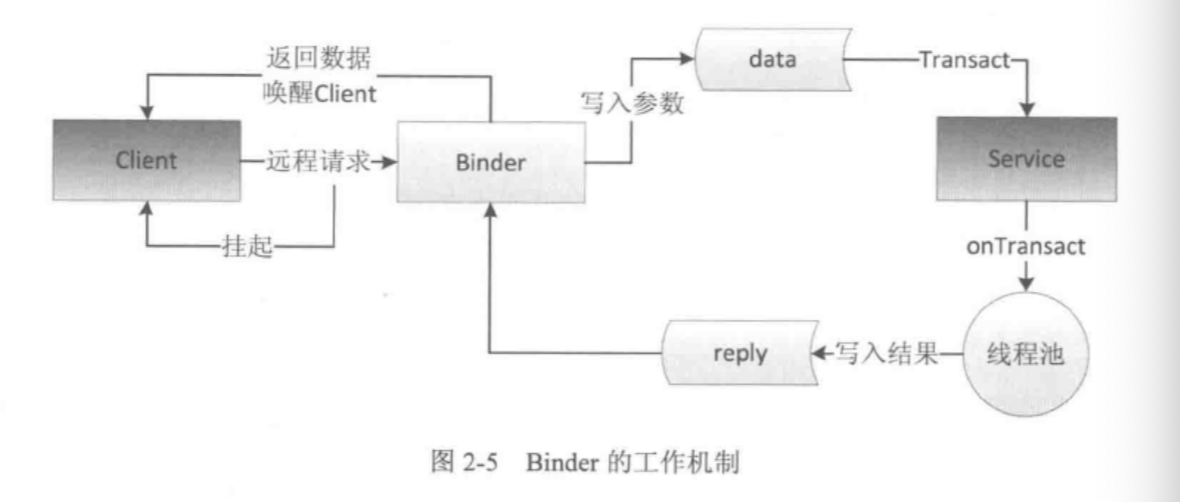 返回数据
唤醒Client
data
Transact
写入参数
Client
远程请求
Binder
Service
挂起
onTransact
reply
写入结果
线程池
图 2-5 Binder 的工作机制